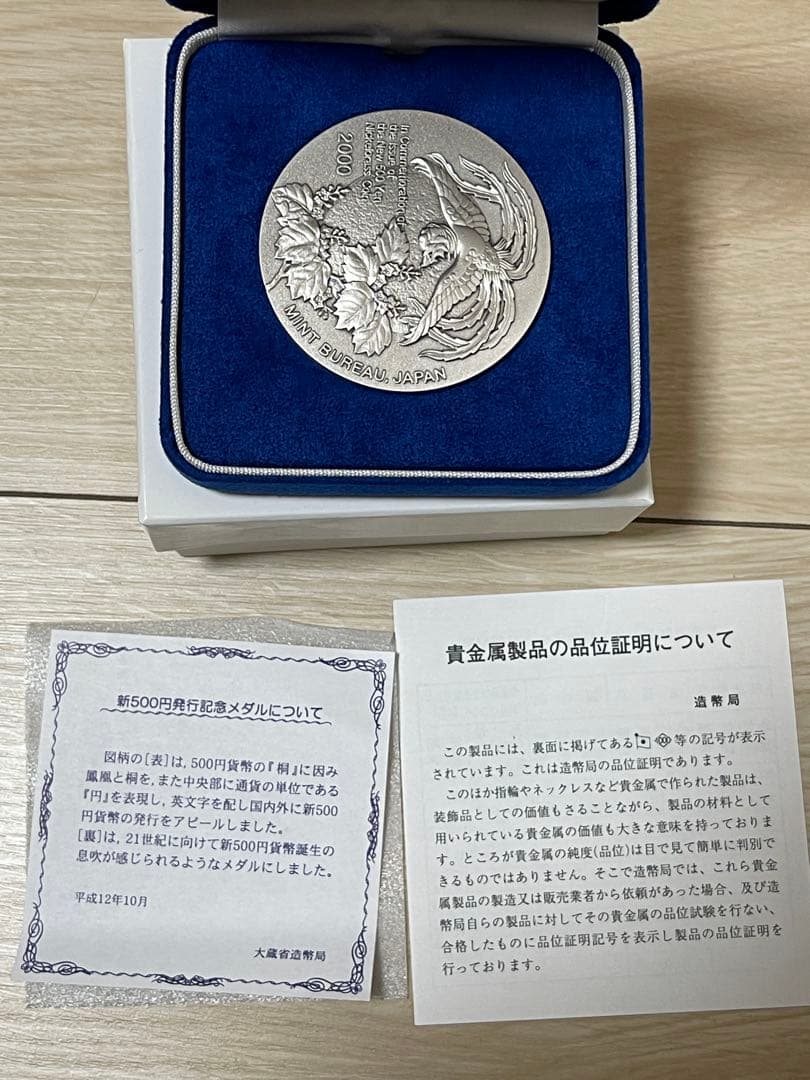 In Commemoration of
the issue of
the New 500 Yen
Nickel-brass Coin
2000
MINT BUREAU, JAPAN
新500円発行記念メダルについて
図柄の[表]は,500円貨幣の『桐』に因み
鳳凰と桐を,また中央部に通貨の単位である
『円』を表現し,英文字を配し国内外に新500
円貨幣の発行をアピールしました。
[裏]は,21世紀に向けて新500円貨幣誕生の
息吹が感じられるようなメダルにしました。
平成12年10月
大蔵省造幣局
貴金属製品の品位証明について
造幣局
この製品には、裏面に掲げてある等の記号が表示
されています。これは造幣局の品位証明であります。
このほか指輪やネックレスなど貴金属で作られた製品は、
装飾品としての価値もさることながら、製品の材料として
用いられている貴金属の価値も大きな意味を持っておりま
す。ところが貴金属の純度(品位)は目で見て簡単に判別で
きるものではありません。そこで造幣局では、これら貴金
属製品の製造又は販売業者から依頼があった場合、及び造
幣局自らの製品に対してその貴金属の品位試験を行ない、
合格したものに品位証明記号を表示し製品の品位証明を
行っております。